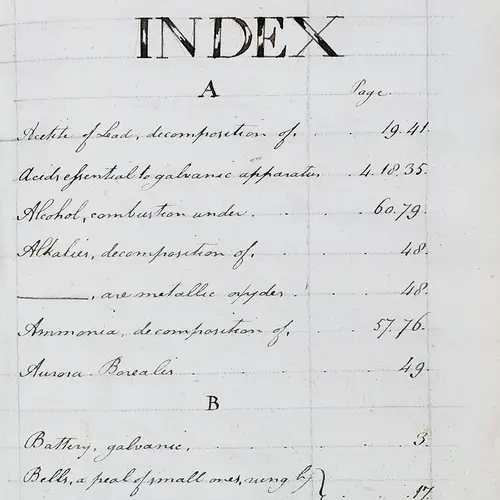 INDEX
A
Page.
Acetite of Lead, decomposition of, 19.41.
Acids essential to galvanic apparatus 4.18.35.
Alcohol, combustion under, 60.79.
Alkalies, decomposition of, 48.
———, are metallic oxydes 48.
Ammonia, decomposition of, 57.76.
Aurora Borealis 49.
B
Battery, galvanic, 3.
Bells, a peal of small ones, rung by } 17